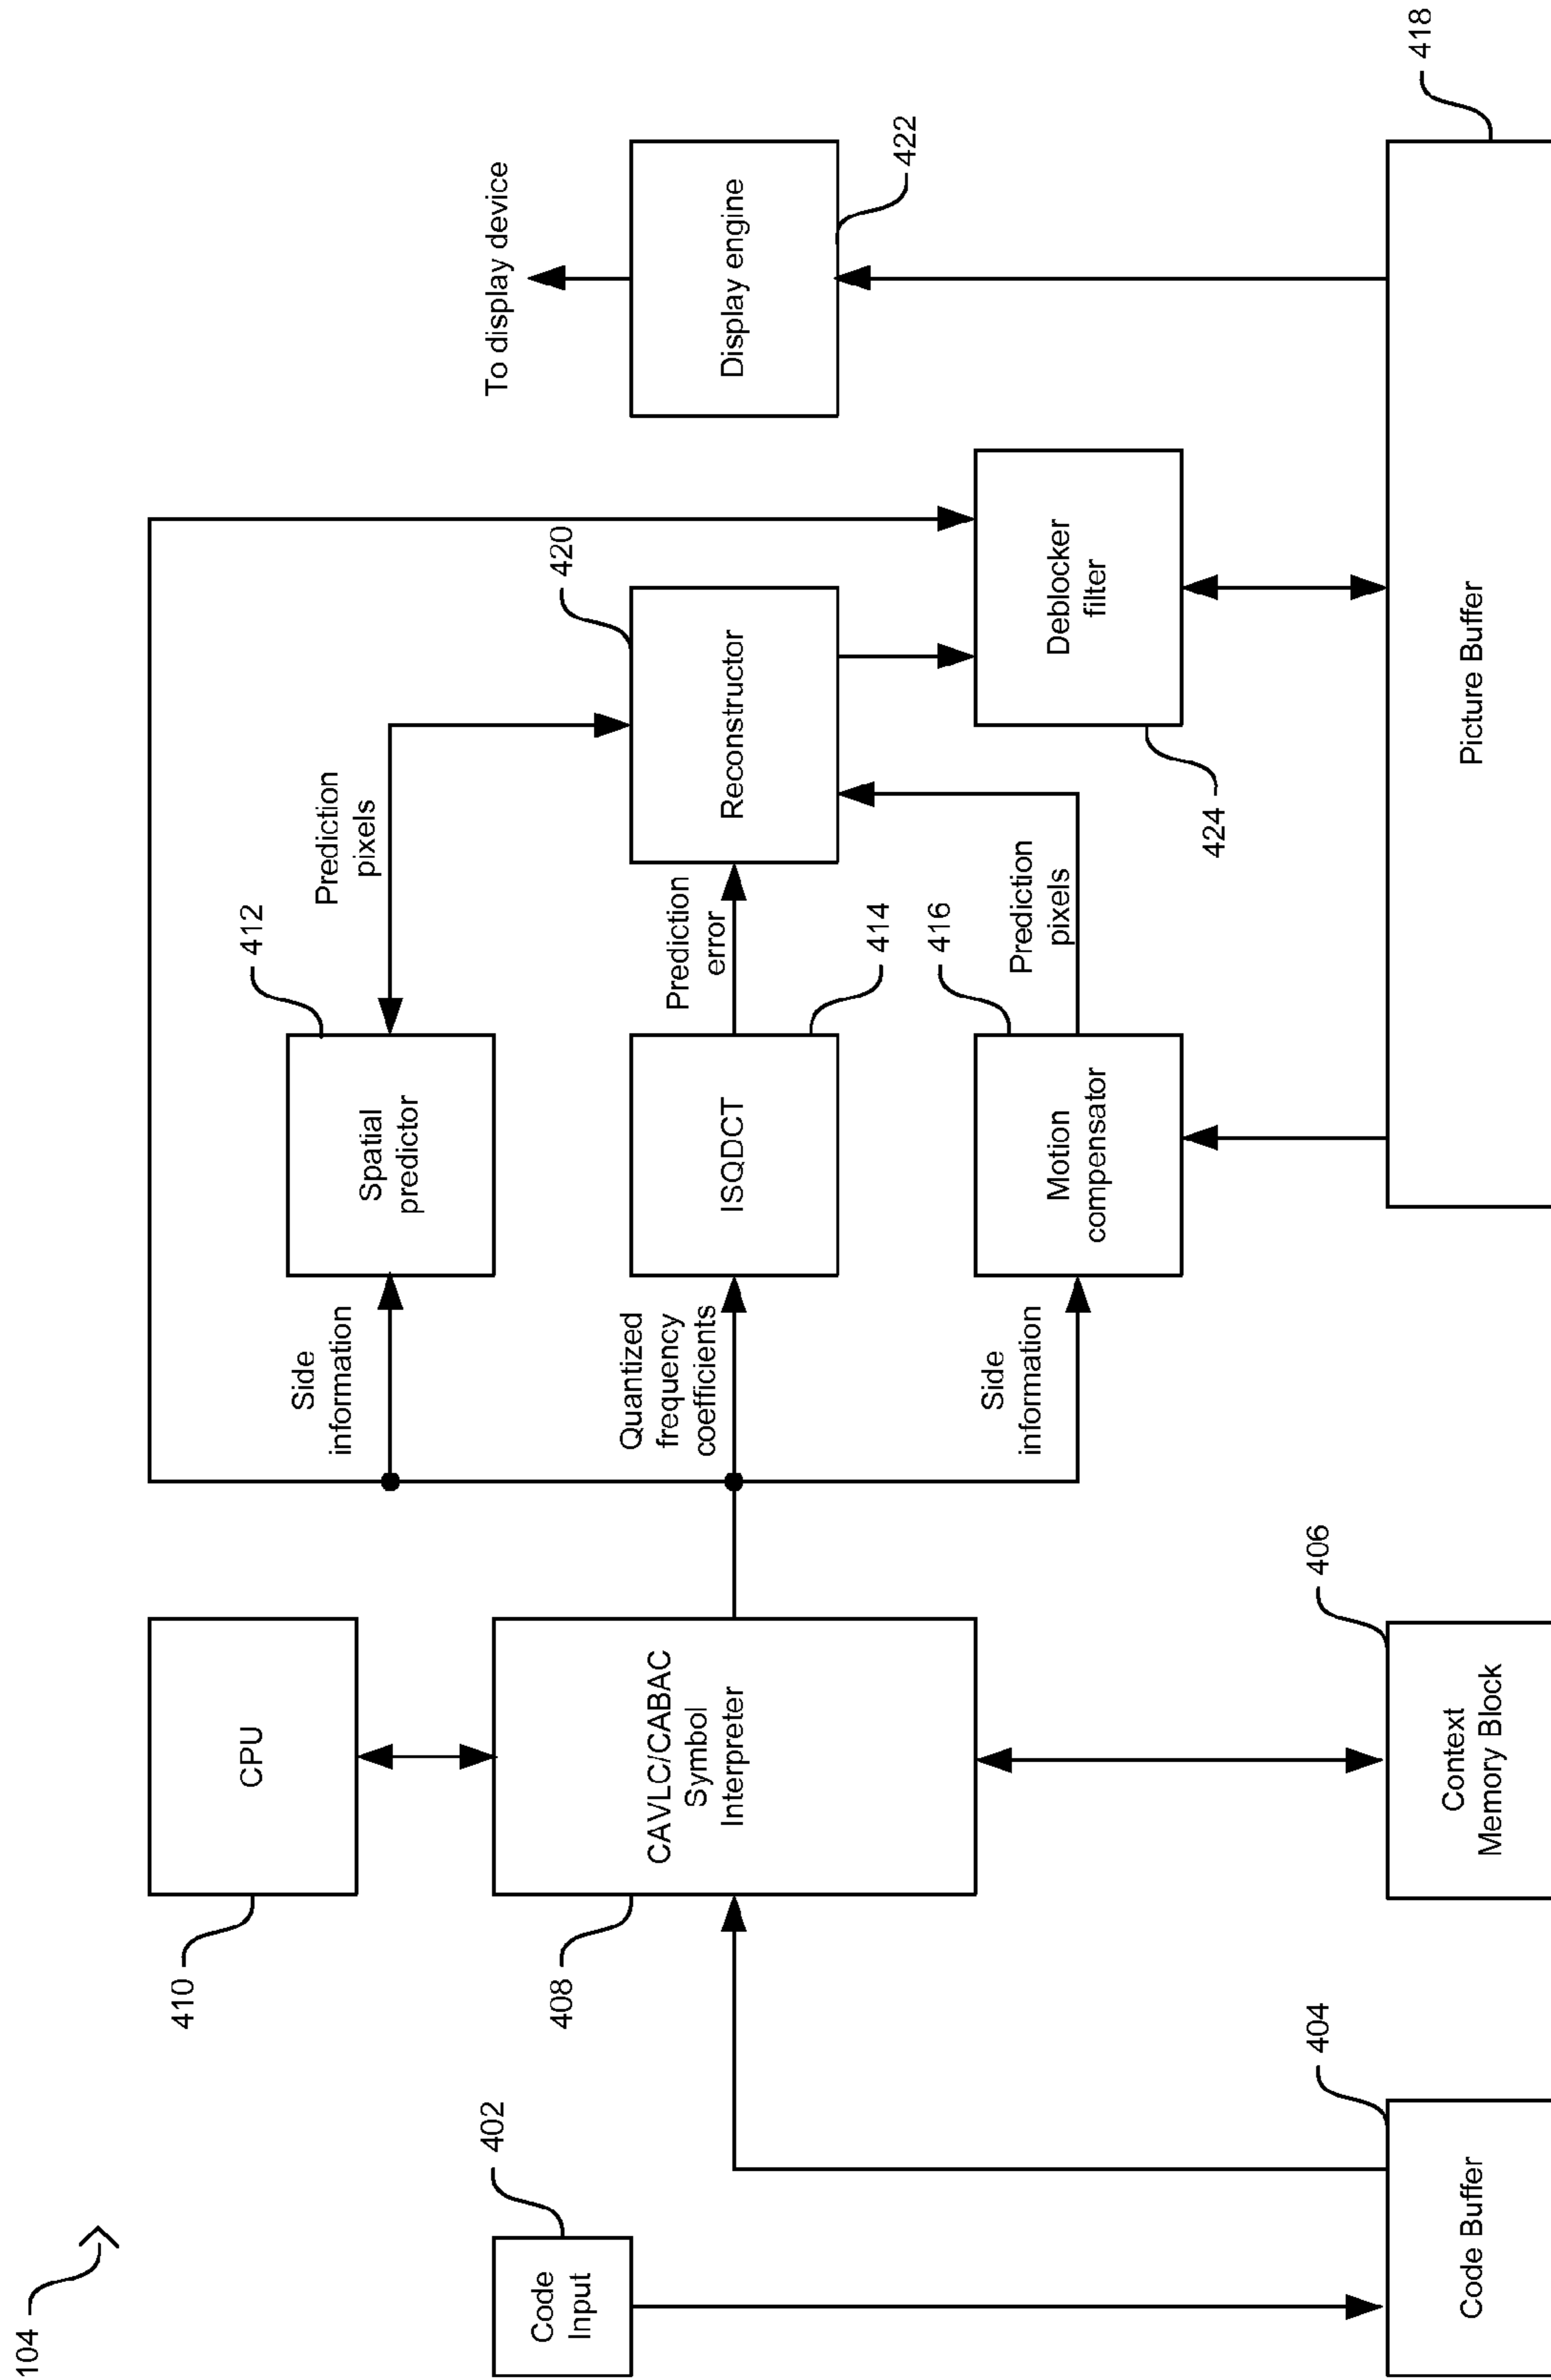 104
402
Code
Input
404
Code Buffer
410
CPU
408
CAVLC/CABAC
Symbol
Interpreter
406
Context
Memory Block
Side
information
Quantized
frequency
coefficients
Side
information
412
Spatial
predictor
ISQDCT
414
416
Motion
compensator
Prediction
pixels
Prediction
error
Prediction
pixels
420
Reconstructor
424
Deblocker
filter
To display device
Display engine
422
418
Picture Buffer